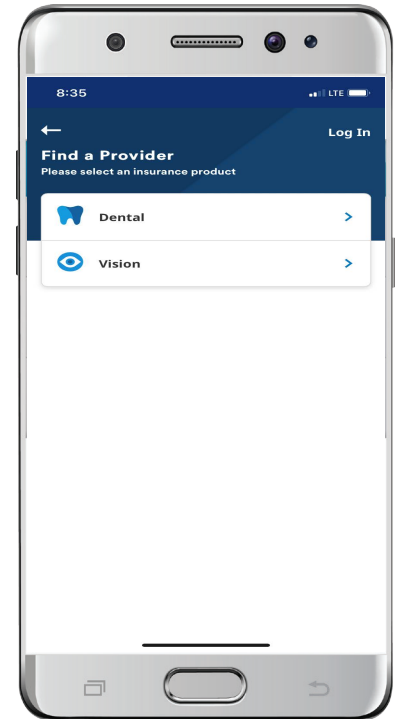 8:35
LTE
Log In
Find a Provider
Please select an insurance product
Dental
Vision